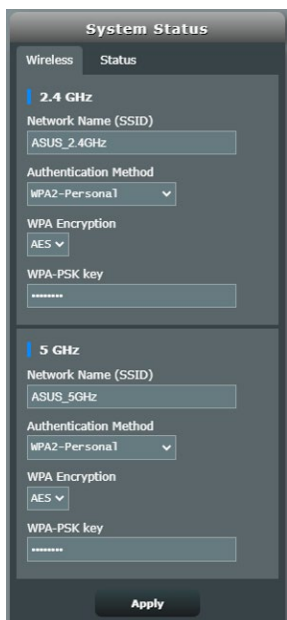 System Status
Wireless Status
2.4 GHz
Network Name (SSID)
ASUS_2.4GHz
Authentication Method
WPA2-Personal
WPA Encryption
AES
WPA-PSK key
••••••••
5 GHz
Network Name (SSID)
ASUS_5GHz
Authentication Method
WPA2-Personal
WPA Encryption
AES
WPA-PSK key
••••••••
Apply